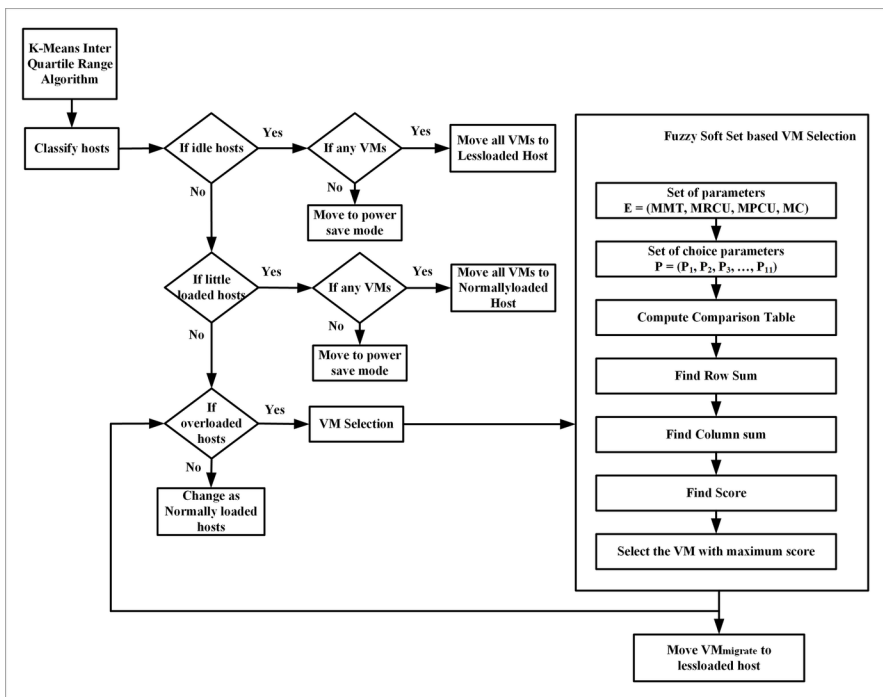 K-Means Inter
Quartile Range
Algorithm
Classify hosts
If idle hosts
Yes
If any VMs
Yes
Move all VMs to
Lessloaded Host
No
No
Move to power
save mode
If little
loaded hosts
Yes
If any VMs
Yes
Move all VMs to
Normallyloaded
Host
No
No
Move to power
save mode
If
overloaded
hosts
Yes
VM Selection
No
Change as
Normally loaded
hosts
Fuzzy Soft Set based VM Selection
Set of parameters
E = (MMT, MRCU, MPCU, MC)
Set of choice parameters
P = (P₁, P₂, P₃, …, P₁₁)
Compute Comparison Table
Find Row Sum
Find Column sum
Find Score
Select the VM with maximum score
Move VMmigrate to
lessloaded host